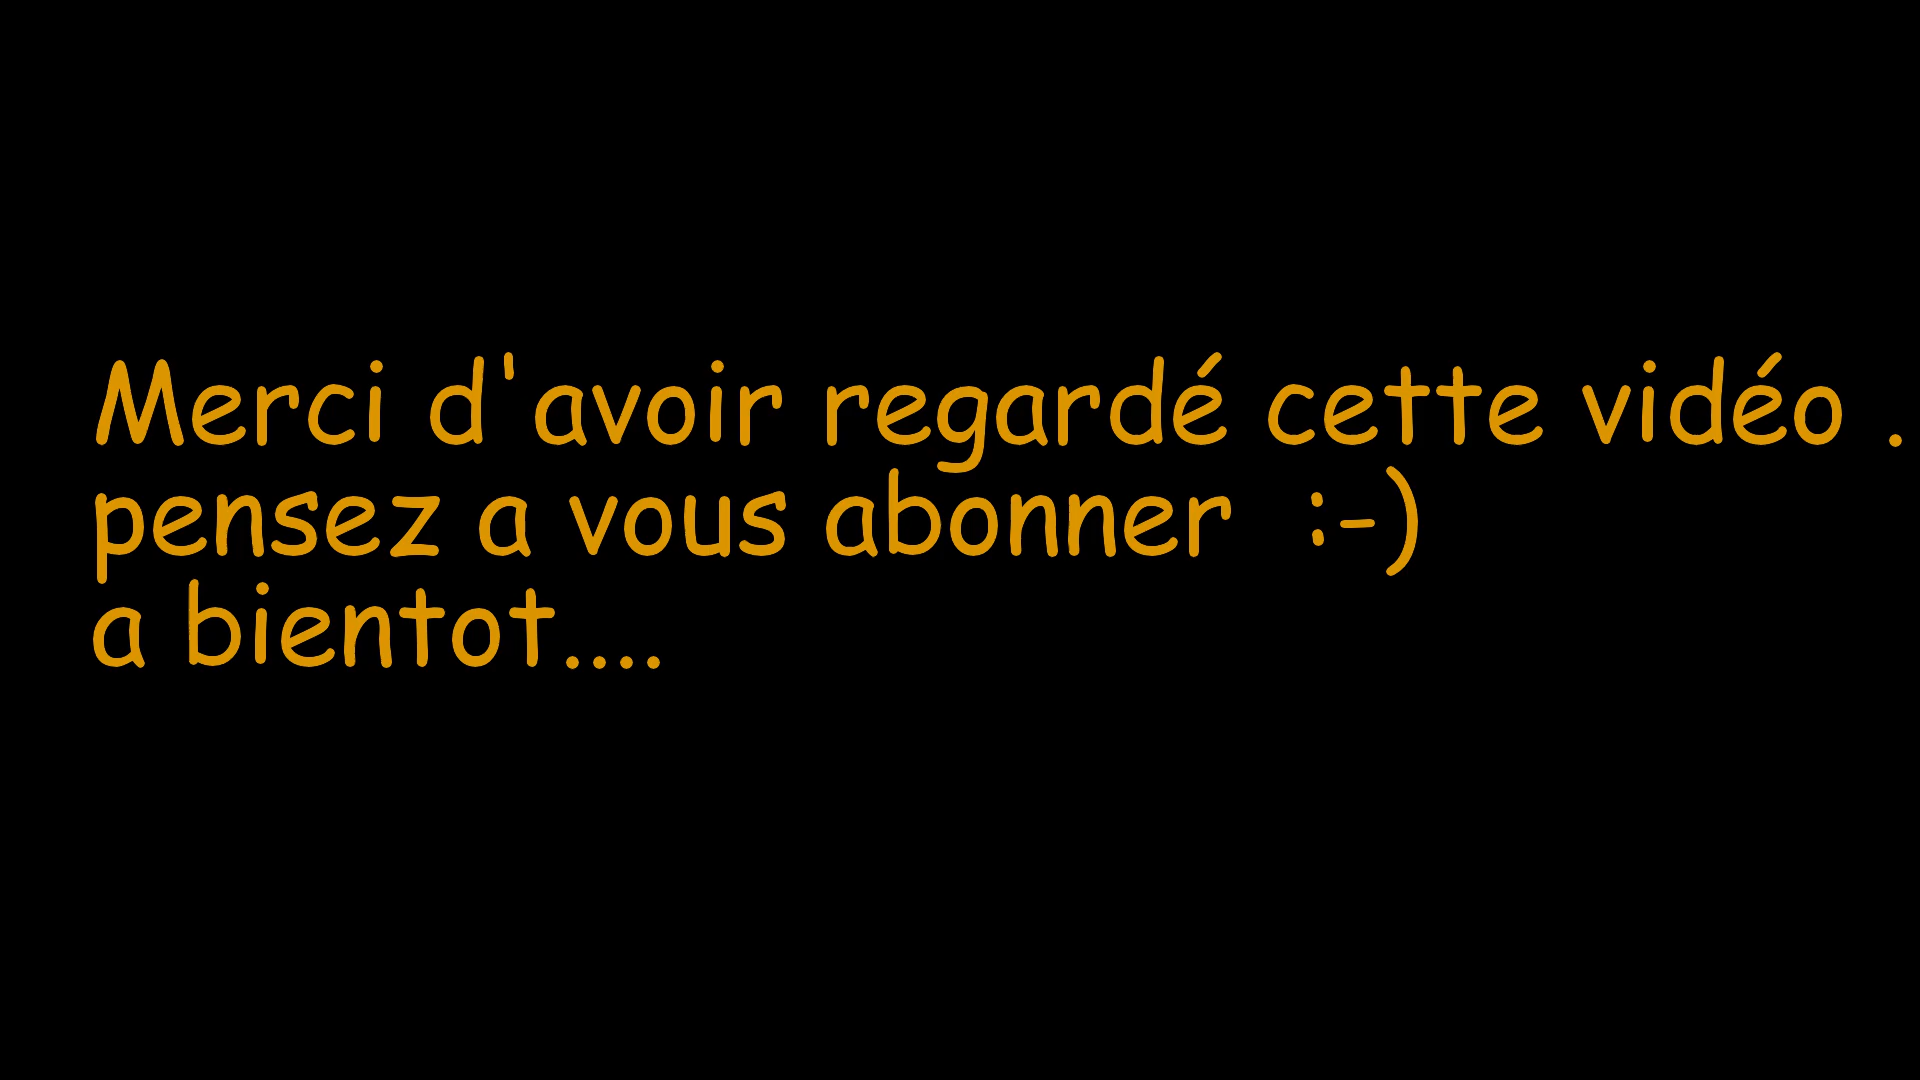 Merci d'avoir regardé cette vidéo .
pensez a vous abonner  :-)
a bientot....